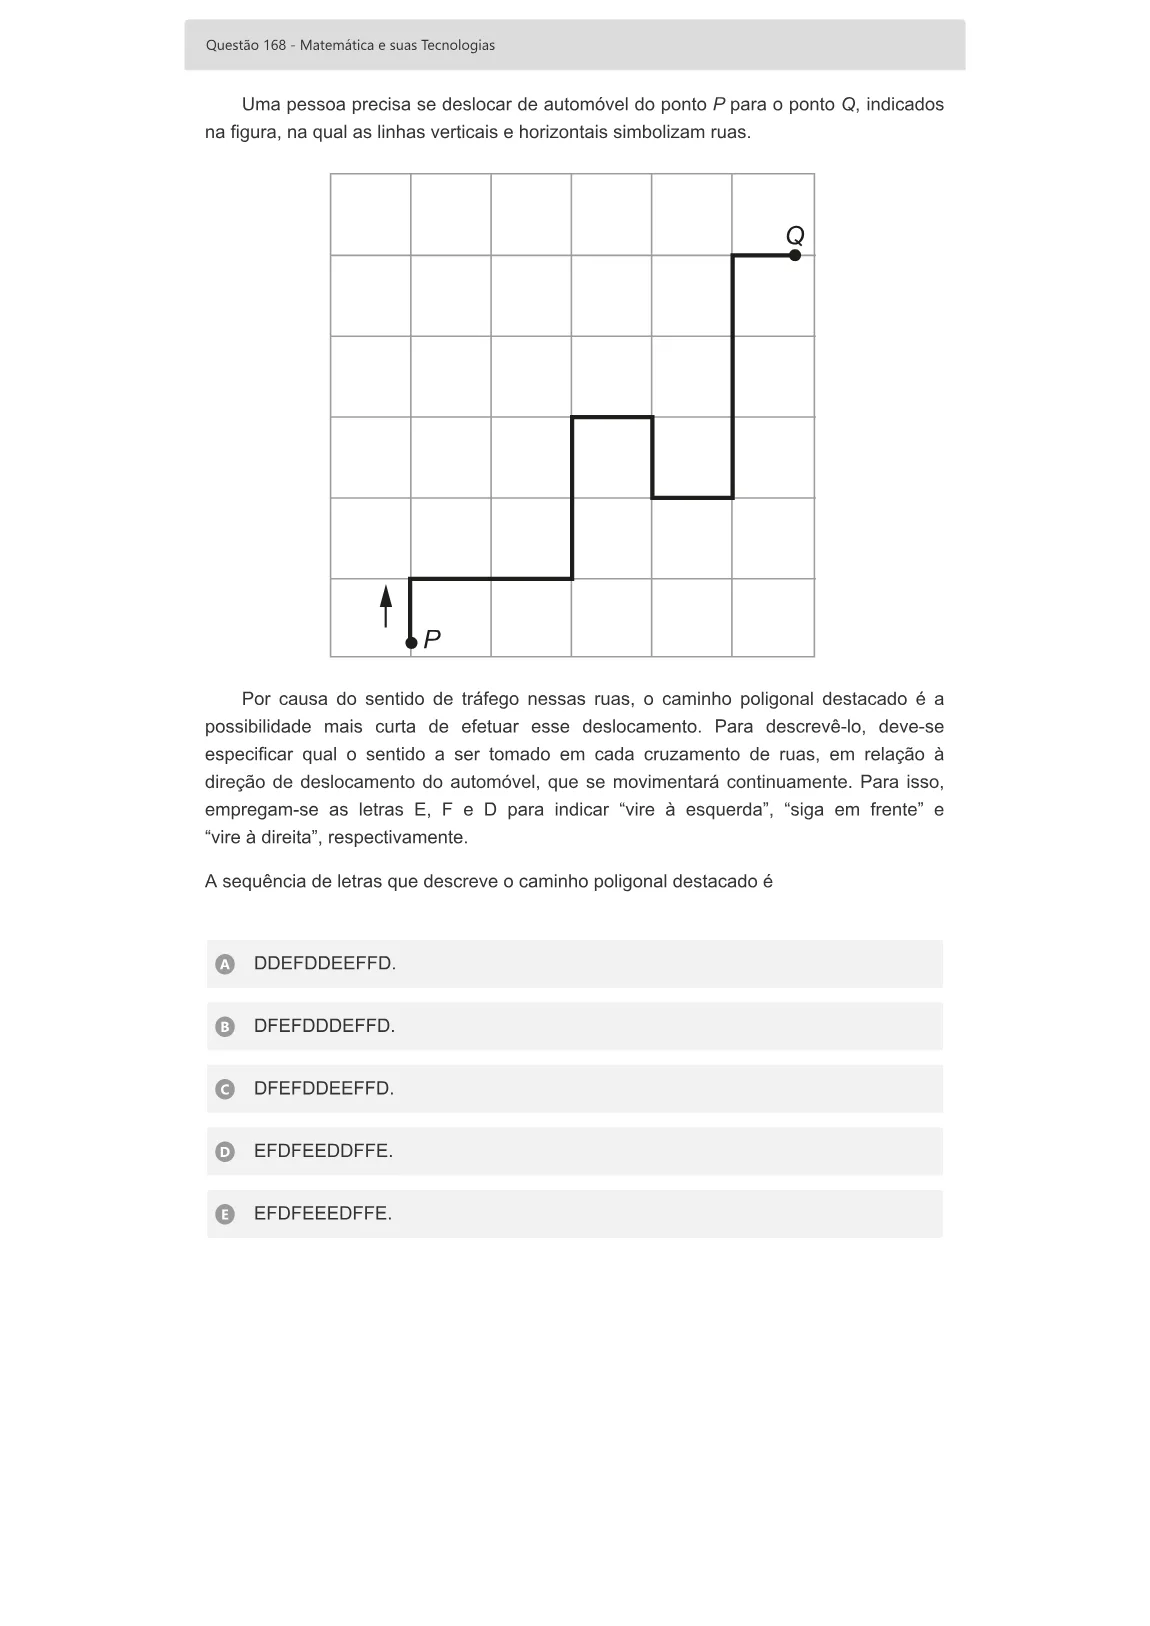 Questão 168 - Matemática e suas Tecnologias
Uma pessoa precisa se deslocar de automóvel do ponto P para o ponto Q, indicados
na figura, na qual as linhas verticais e horizontais simbolizam ruas.
Q
P
Por causa do sentido de tráfego nessas ruas, o caminho poligonal destacado é a
possibilidade mais curta de efetuar esse deslocamento. Para descrevê-lo, deve-se
especificar qual o sentido a ser tomado em cada cruzamento de ruas, em relação à
direção de deslocamento do automóvel, que se movimentará continuamente. Para isso,
empregam-se as letras E, F e D para indicar “vire à esquerda”, “siga em frente” e
“vire à direita”, respectivamente.
A sequência de letras que descreve o caminho poligonal destacado é
A DDEFDDEEFFD.
B DFEFDDDEFFD.
C DFEFDDEEFFD.
D EFDFEEDDFFE.
E EFDFEEEDFFE.